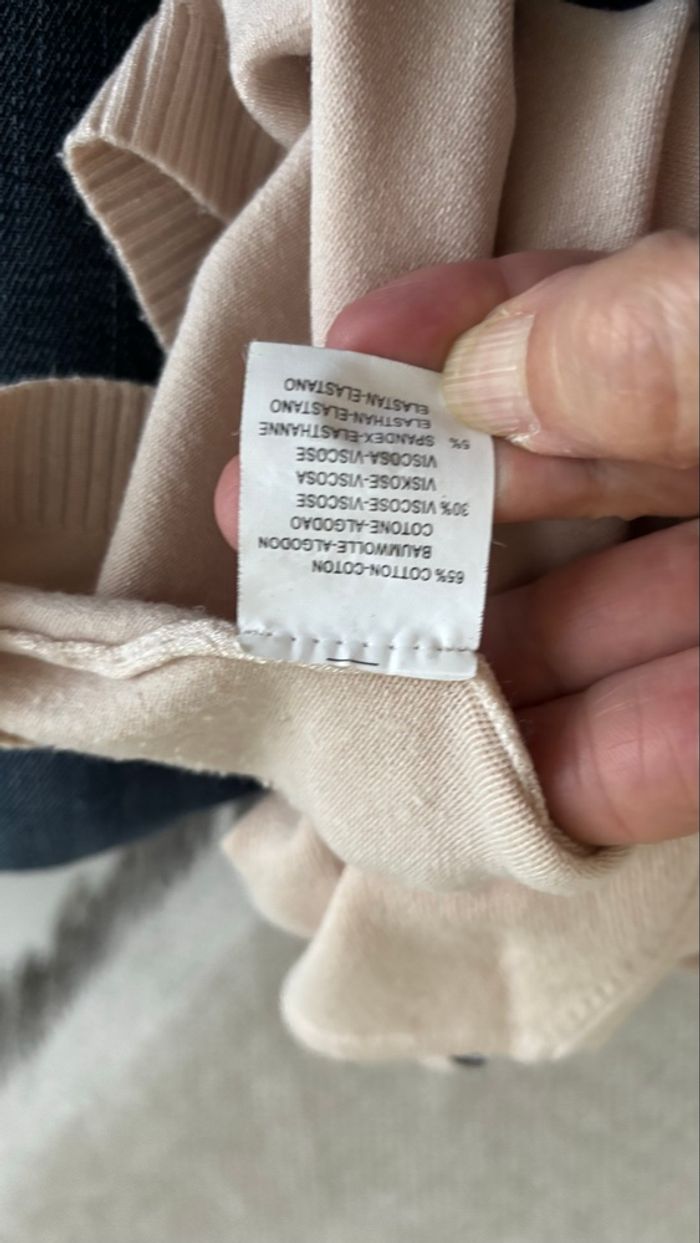 65% COTTON-COTON
BAUMWOLLE-ALGODON
COTONE-ALGODAO
30% VISCOSE-VISCOSE
VISKOSE-VISCOSA
VISCOSA-VISCOSE
5% SPANDEX-ELASTHANNE
ELASTHAN-ELASTANO
ELASTAN-ELASTANO